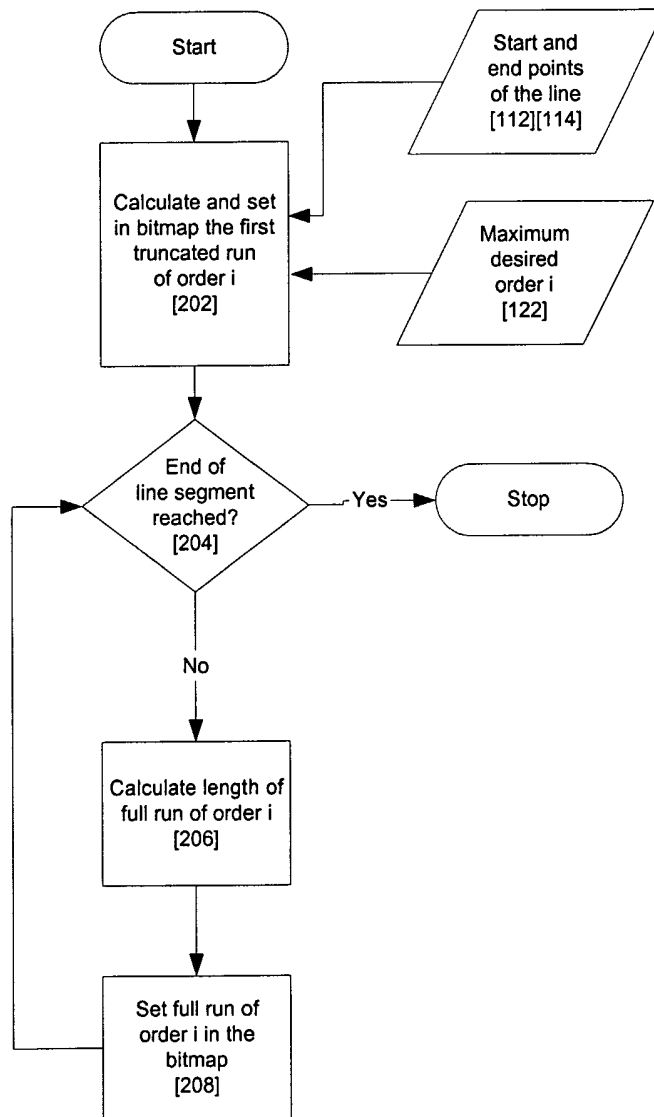 Start
Start and
end points
of the line
[112][114]
Calculate and set
in bitmap the first
truncated run
of order i
[202]
Maximum
desired
order i
[122]
End of
line segment
reached?
[204]
Yes
Stop
No
Calculate length of
full run of order i
[206]
Set full run of
order i in the
bitmap
[208]